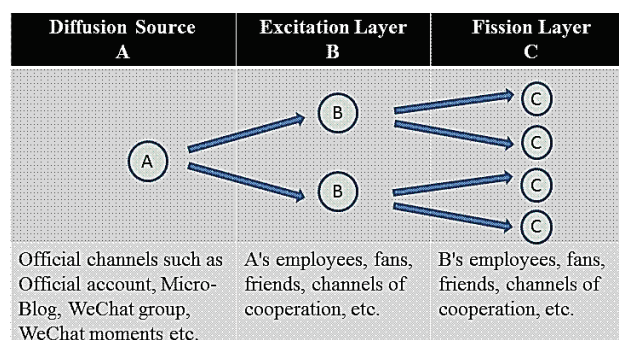 Diffusion Source
A
Excitation Layer
B
Fission Layer
C
A
B
B
C
C
C
C
Official channels such as
Official account, Micro-
Blog, WeChat group,
WeChat moments etc.
A's employees, fans,
friends, channels of
cooperation, etc.
B's employees, fans,
friends, channels of
cooperation, etc.